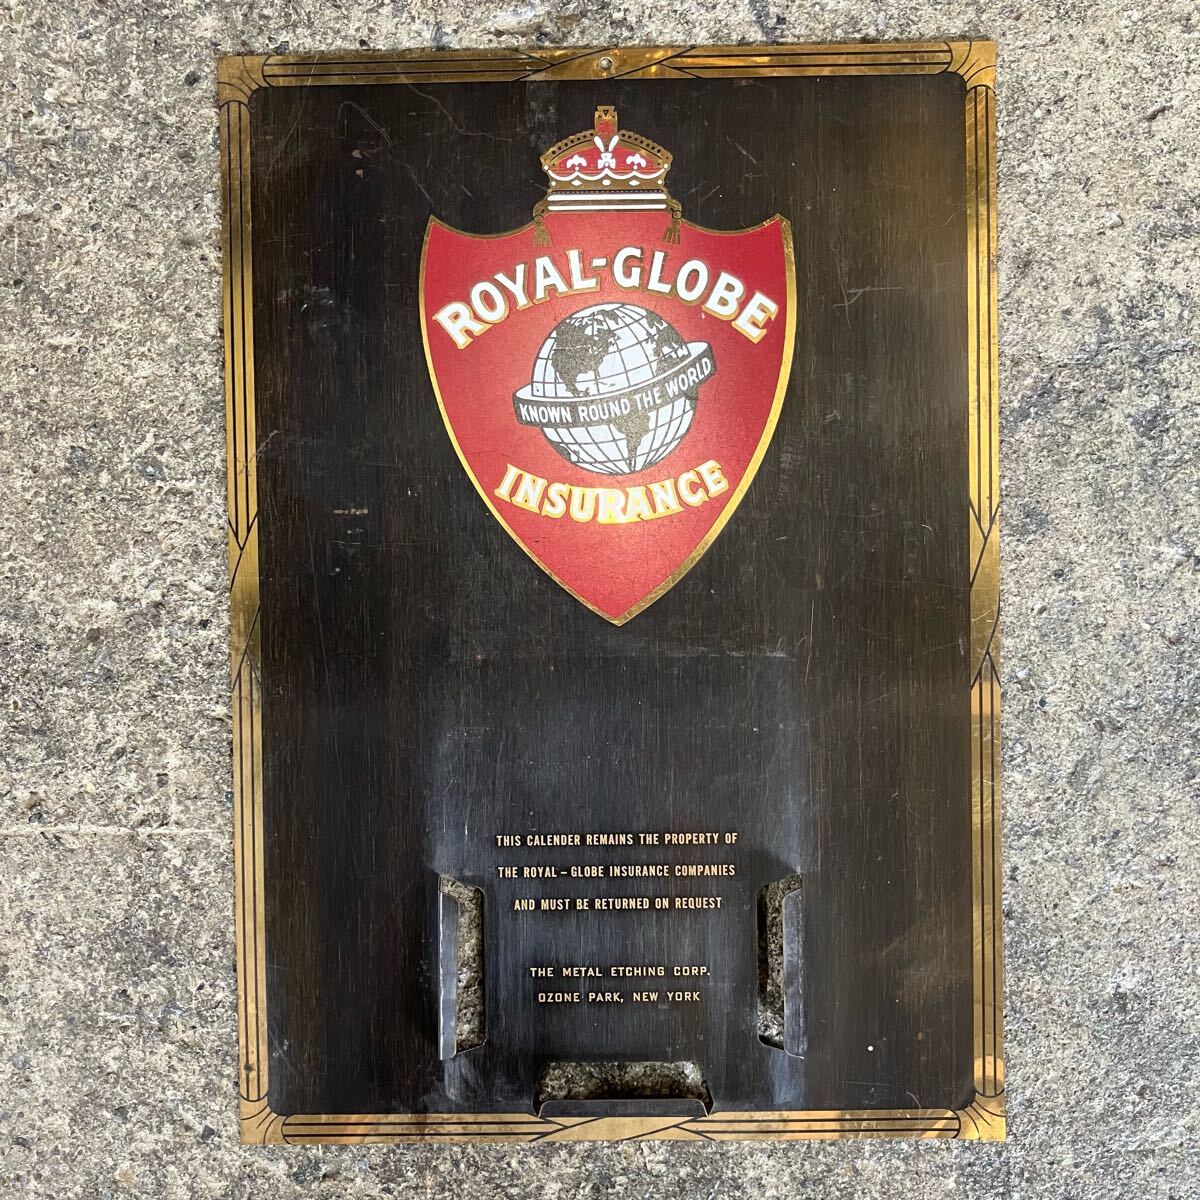 ROYAL-GLOBE
KNOWN ROUND THE WORLD
INSURANCE
THIS CALENDER REMAINS THE PROPERTY OF
THE ROYAL – GLOBE INSURANCE COMPANIES
AND MUST BE RETURNED ON REQUEST
THE METAL ETCHING CORP.
OZONE PARK, NEW YORK